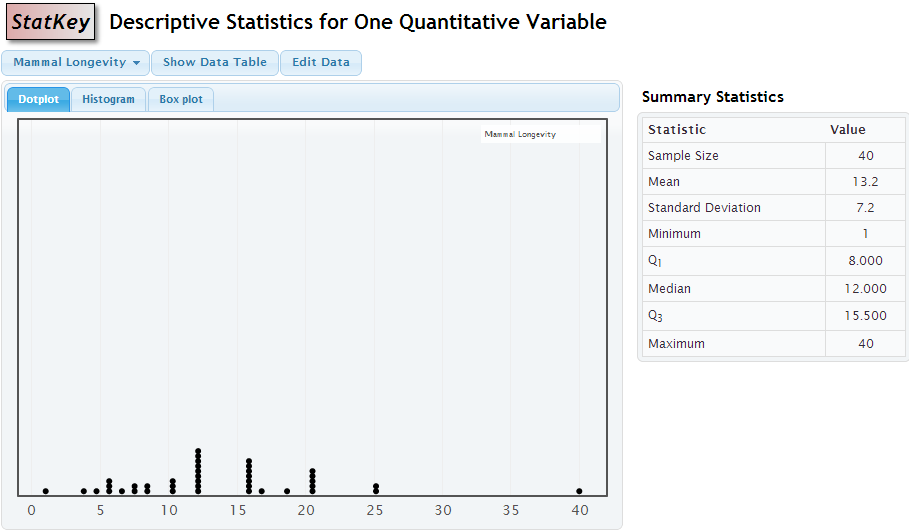 StatKey Descriptive Statistics for One Quantitative Variable
Mammal Longevity Show Data Table Edit Data
Dotplot Histogram Box plot
Mammal Longevity
0 5 10 15 20 25 30 35 40
Summary Statistics
Statistic Value
Sample Size 40
Mean 13.2
Standard Deviation 7.2
Minimum 1
Q1 8.000
Median 12.000
Q3 15.500
Maximum 40